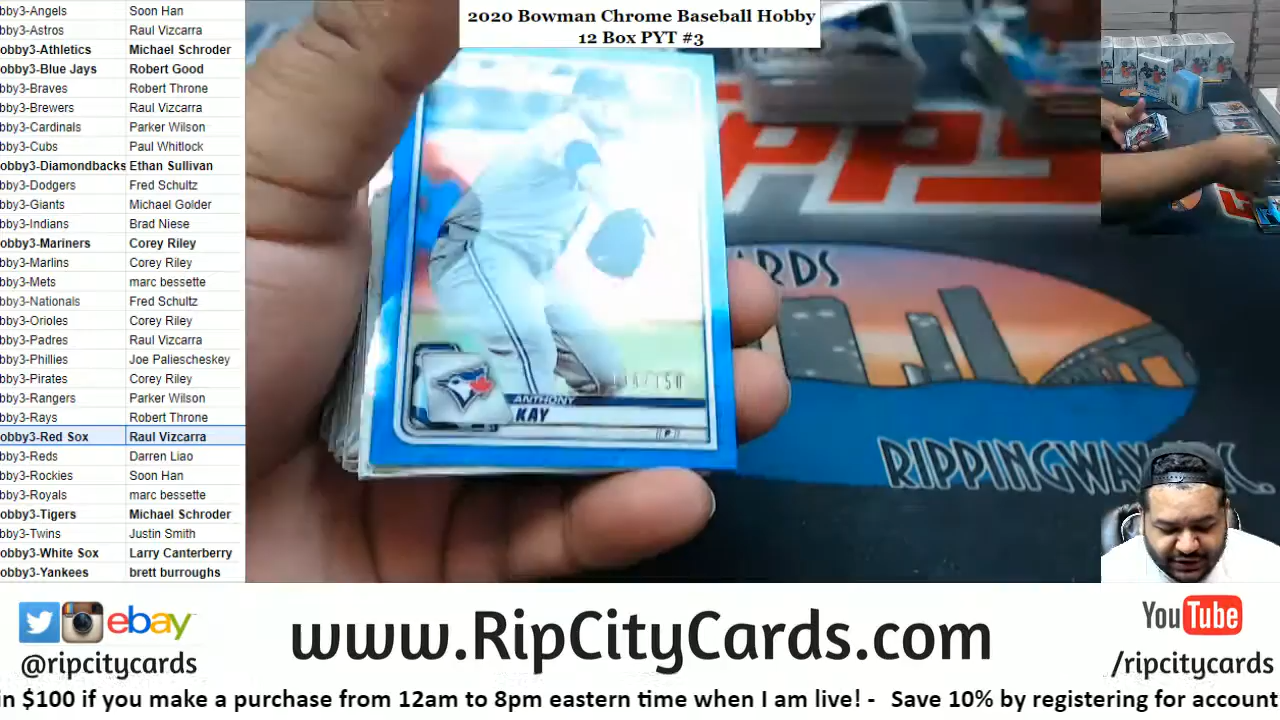 2020 Bowman Chrome Baseball Hobby
12 Box PYT #3
bby3-Angels Soon Han
bby3-Astros Raul Vizcarra
obby3-Athletics Michael Schroder
obby3-Blue Jays Robert Good
bby3-Braves Robert Throne
bby3-Brewers Raul Vizcarra
bby3-Cardinals Parker Wilson
bby3-Cubs Paul Whitlock
obby3-Diamondbacks Ethan Sullivan
bby3-Dodgers Fred Schultz
bby3-Giants Michael Golder
bby3-Indians Brad Niese
obby3-Mariners Corey Riley
bby3-Marlins Corey Riley
bby3-Mets marc bessette
bby3-Nationals Fred Schultz
bby3-Orioles Corey Riley
bby3-Padres Raul Vizcarra
bby3-Phillies Joe Paliescheskey
bby3-Pirates Corey Riley
bby3-Rangers Parker Wilson
bby3-Rays Robert Throne
obby3-Red Sox Raul Vizcarra
bby3-Reds Darren Liao
bby3-Rockies Soon Han
bby3-Royals marc bessette
obby3-Tigers Michael Schroder
bby3-Twins Justin Smith
obby3-White Sox Larry Canterberry
obby3-Yankees brett burroughs
ANTHONY
KAY
P
ARDS
RIPPINGWAX
ebay
@ripcitycards
www.RipCityCards.com
YouTube
/ripcitycards
in $100 if you make a purchase from 12am to 8pm eastern time when I am live! - Save 10% by registering for account